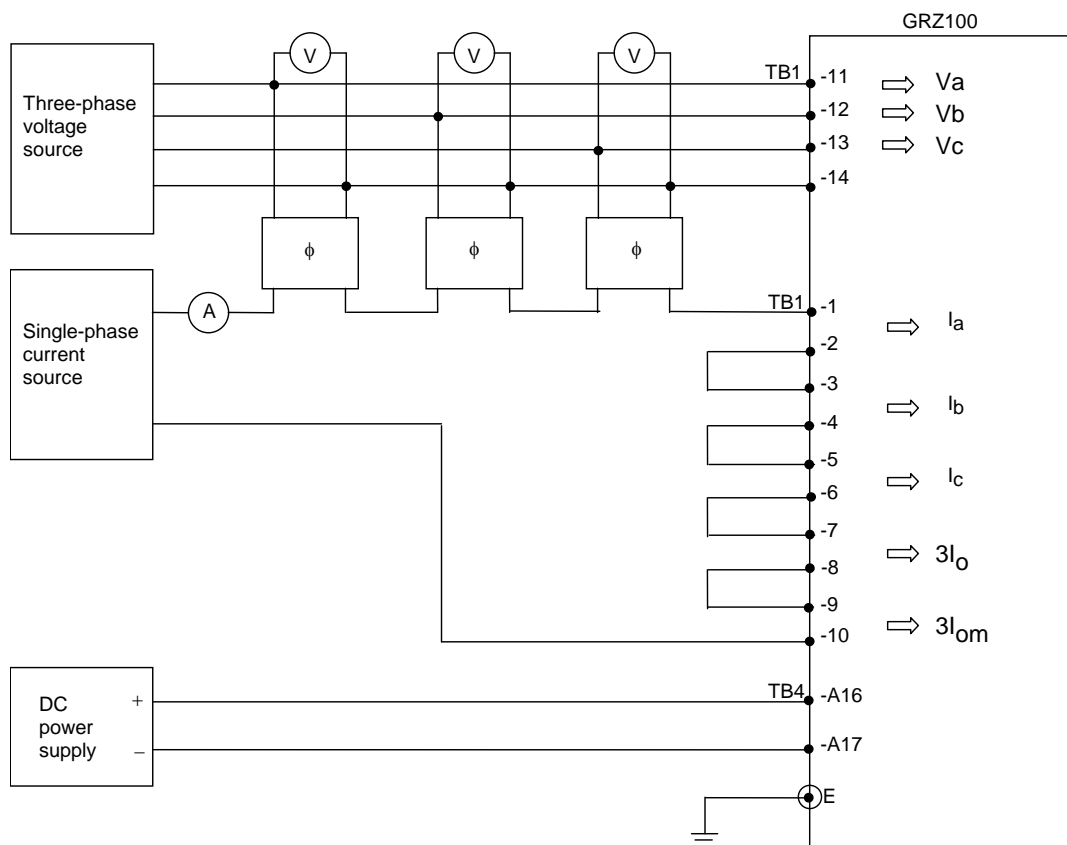 GRZ100
V V V
TB1 -11 Va
-12 Vb
-13 Vc
-14
Three-phase
voltage
source
ϕ ϕ ϕ
A
TB1 -1
Ia
-2
-3
Ib
-4
-5
Ic
-6
-7
3Io
-8
-9
3Iom
-10
Single-phase
current
source
DC
power
supply
+
−
TB4 -A16
-A17
E